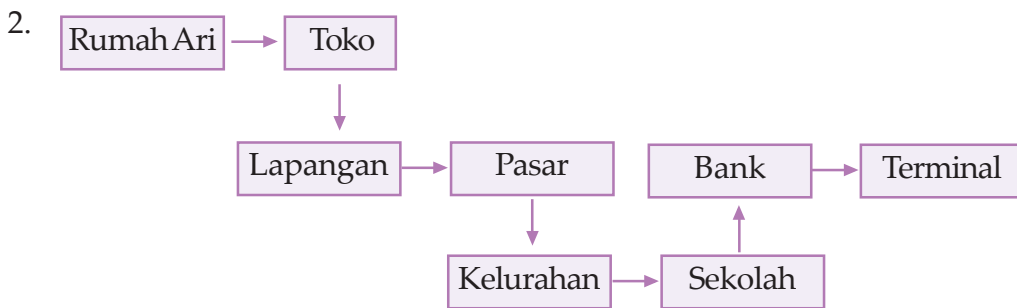 2.
Rumah Ari
Toko
Lapangan
Pasar
Bank
Terminal
Kelurahan
Sekolah